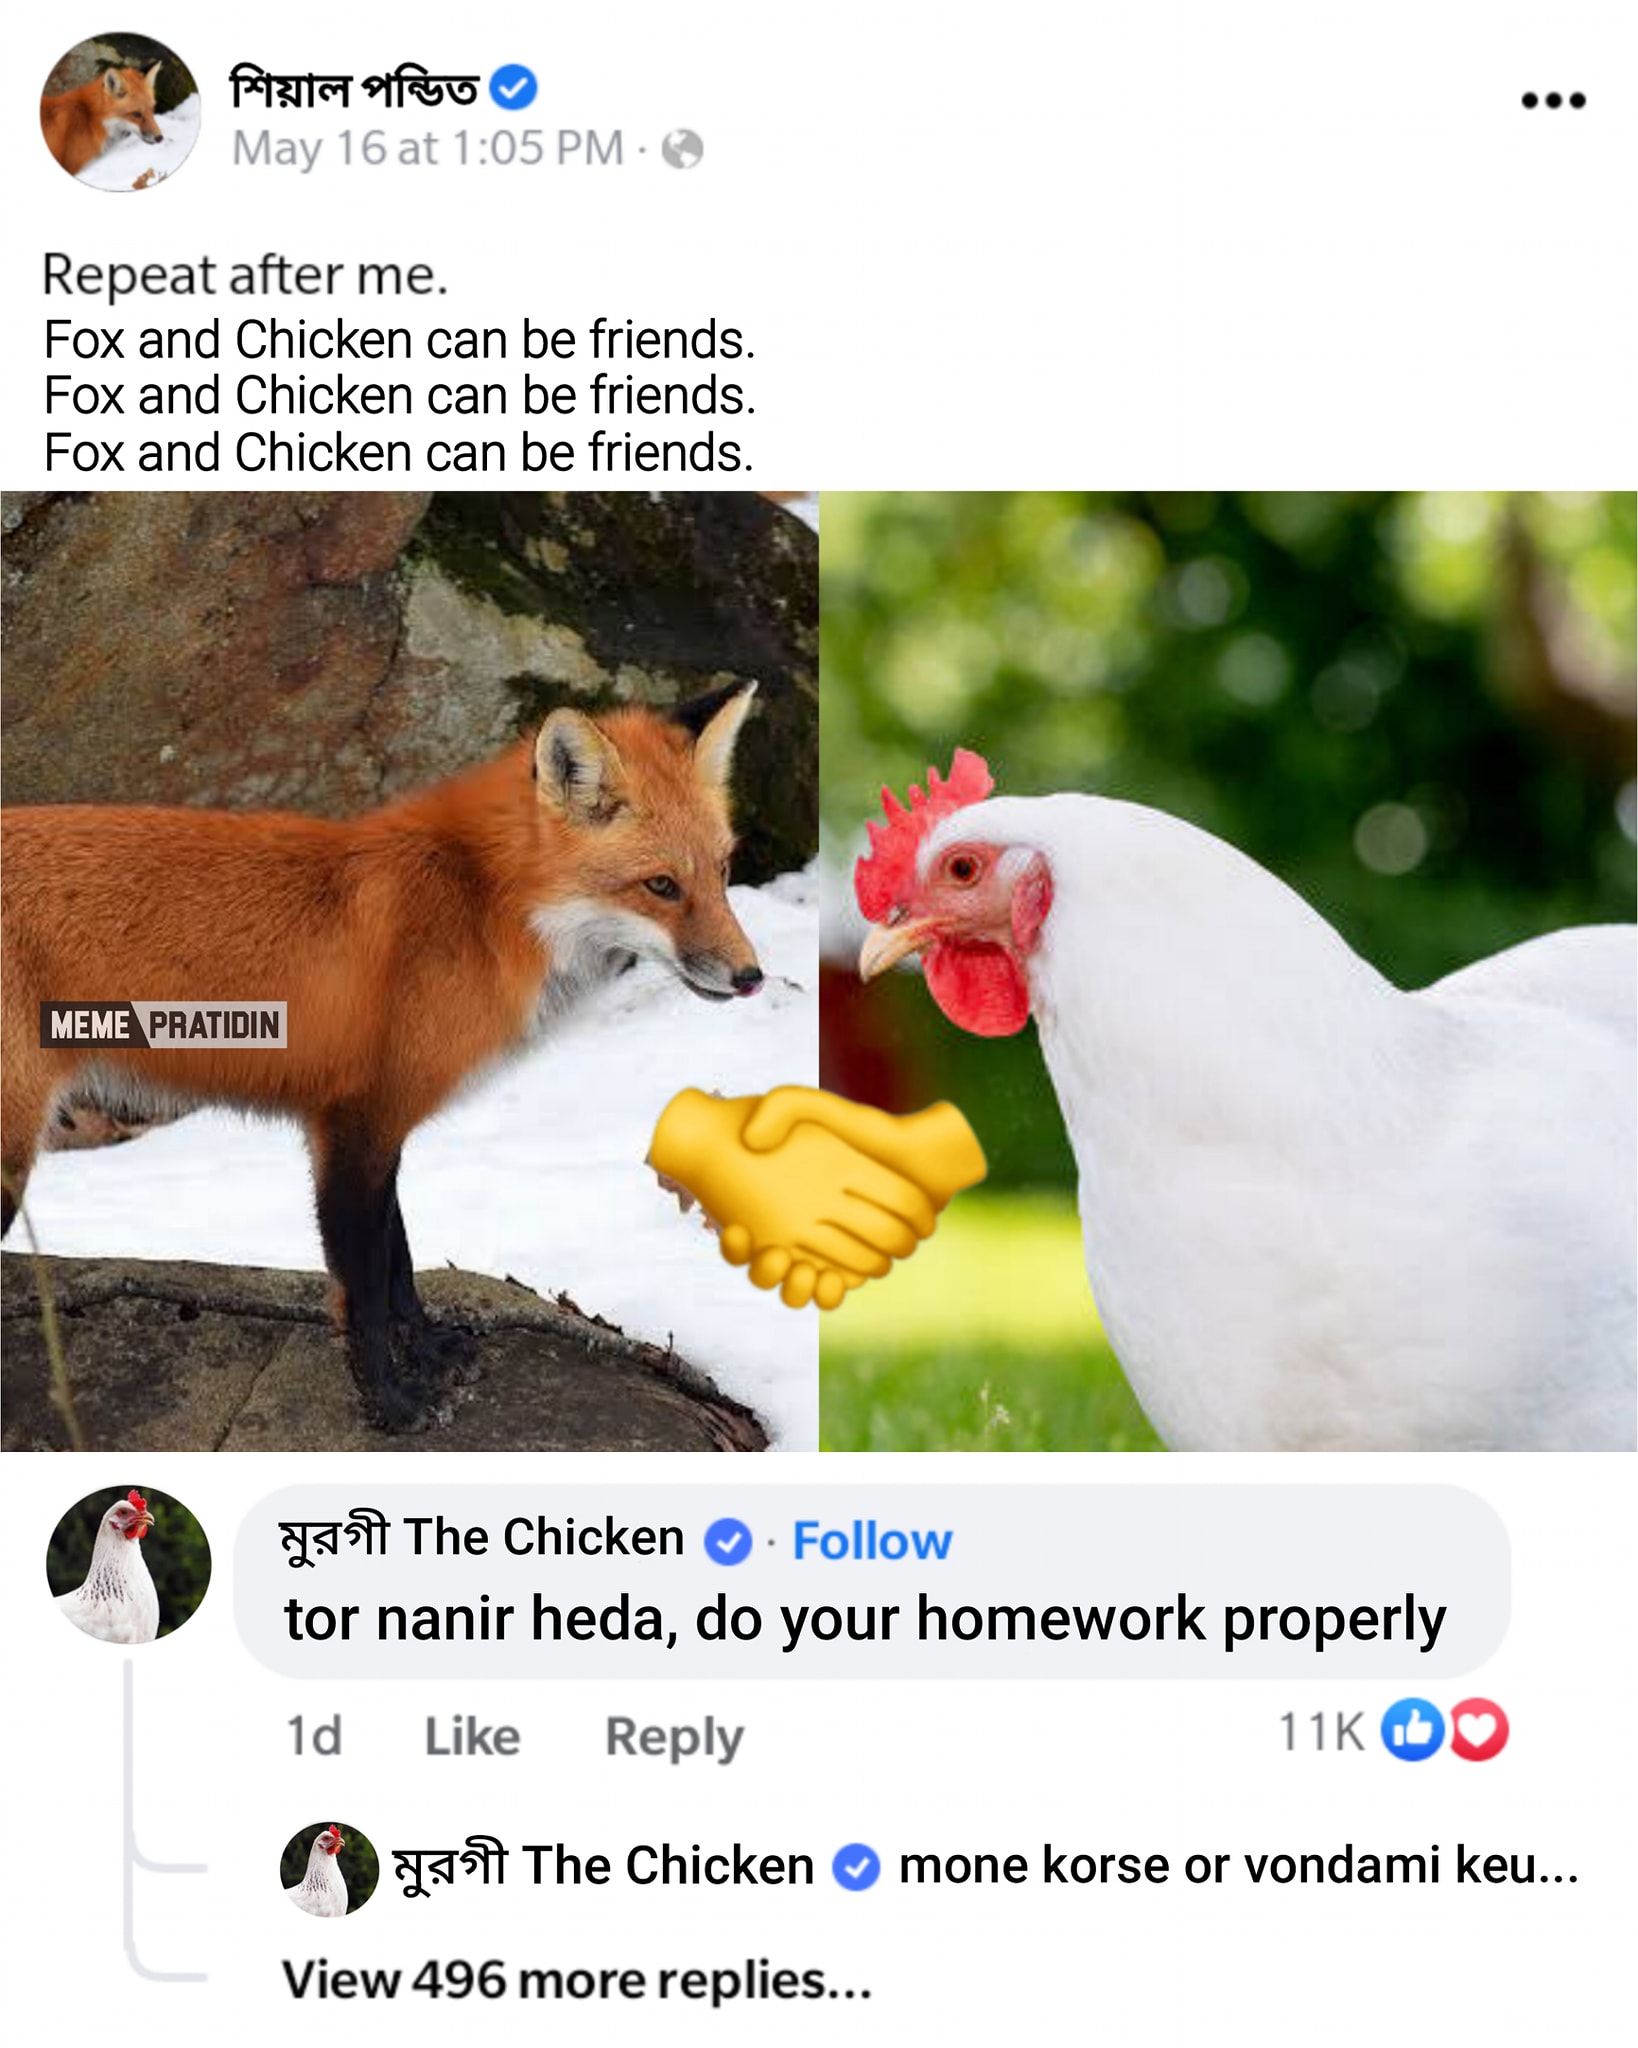 শিয়াল পন্ডিত
May 16 at 1:05 PM ·
Repeat after me.
Fox and Chicken can be friends.
Fox and Chicken can be friends.
Fox and Chicken can be friends.
MEME PRATIDIN
মুরগী The Chicken · Follow
tor nanir heda, do your homework properly
1d Like Reply 11K
মুরগী The Chicken mone korse or vondami keu...
View 496 more replies...